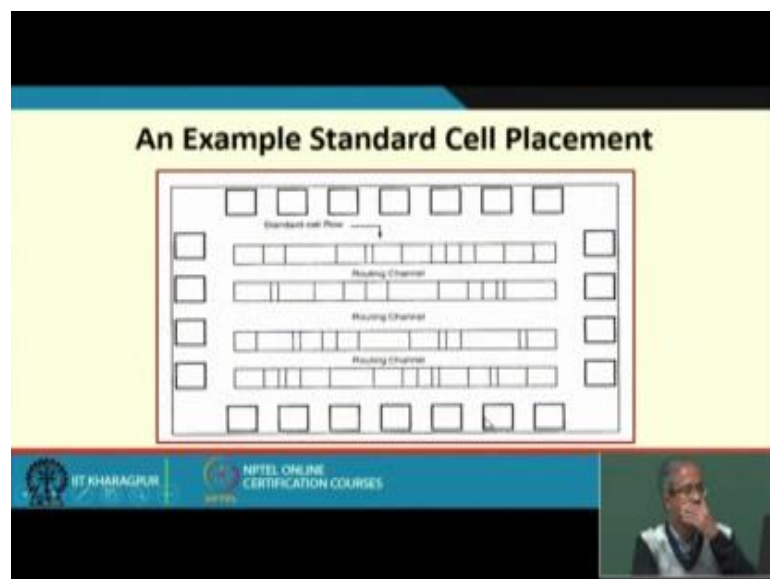 An Example Standard Cell Placement
Standard cell Row
Routing Channel
Routing Channel
Routing Channel
IIT KHARAGPUR
NPTEL
NPTEL ONLINE
CERTIFICATION COURSES